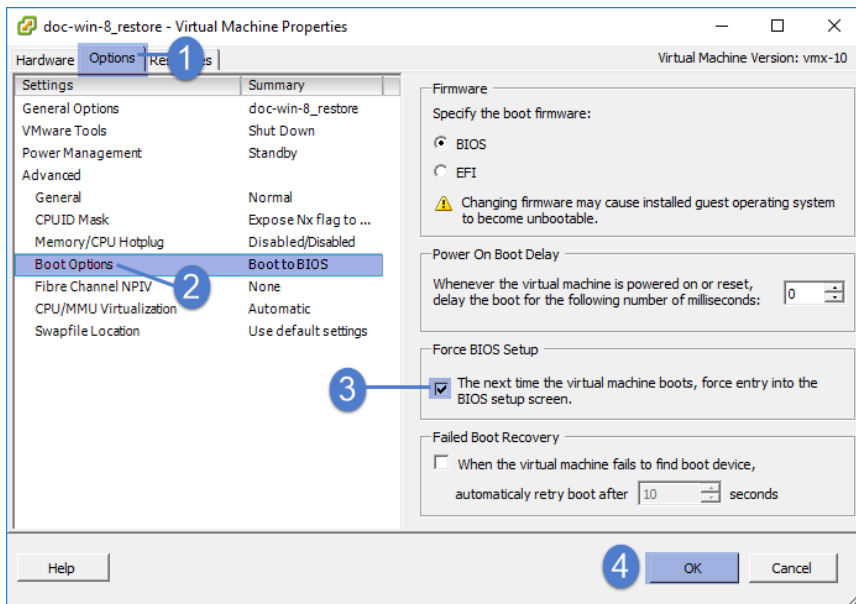 doc-win-8_restore - Virtual Machine Properties
Hardware Options 1 Virtual Machine Version: vmx-10
Settings Summary
General Options doc-win-8_restore
VMware Tools Shut Down
Power Management Standby
Advanced
General Normal
CPUID Mask Expose Nx flag to ...
Memory/CPU Hotplug Disabled/Disabled
Boot Options Boot to BIOS
2
Fibre Channel NPIV None
CPU/MMU Virtualization Automatic
Swapfile Location Use default settings
Firmware
Specify the boot firmware:
BIOS
EFI
Changing firmware may cause installed guest operating system
to become unbootable.
Power On Boot Delay
Whenever the virtual machine is powered on or reset,
delay the boot for the following number of milliseconds: 0
Force BIOS Setup
3 The next time the virtual machine boots, force entry into the
BIOS setup screen.
Failed Boot Recovery
When the virtual machine fails to find boot device,
automaticaly retry boot after 10 seconds
Help 4 OK Cancel